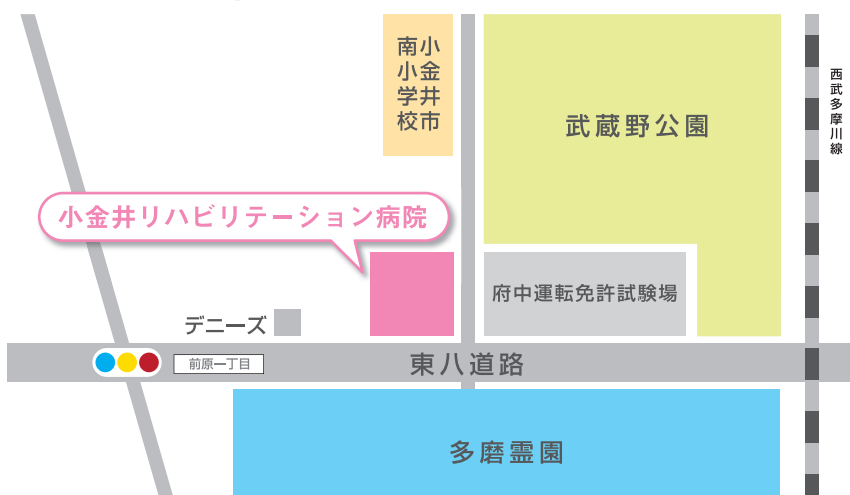 小金井市
南小学校
武蔵野公園
西武多摩川線
小金井リハビリテーション病院
府中運転免許試験場
デニーズ
前原一丁目
東八道路
多磨霊園